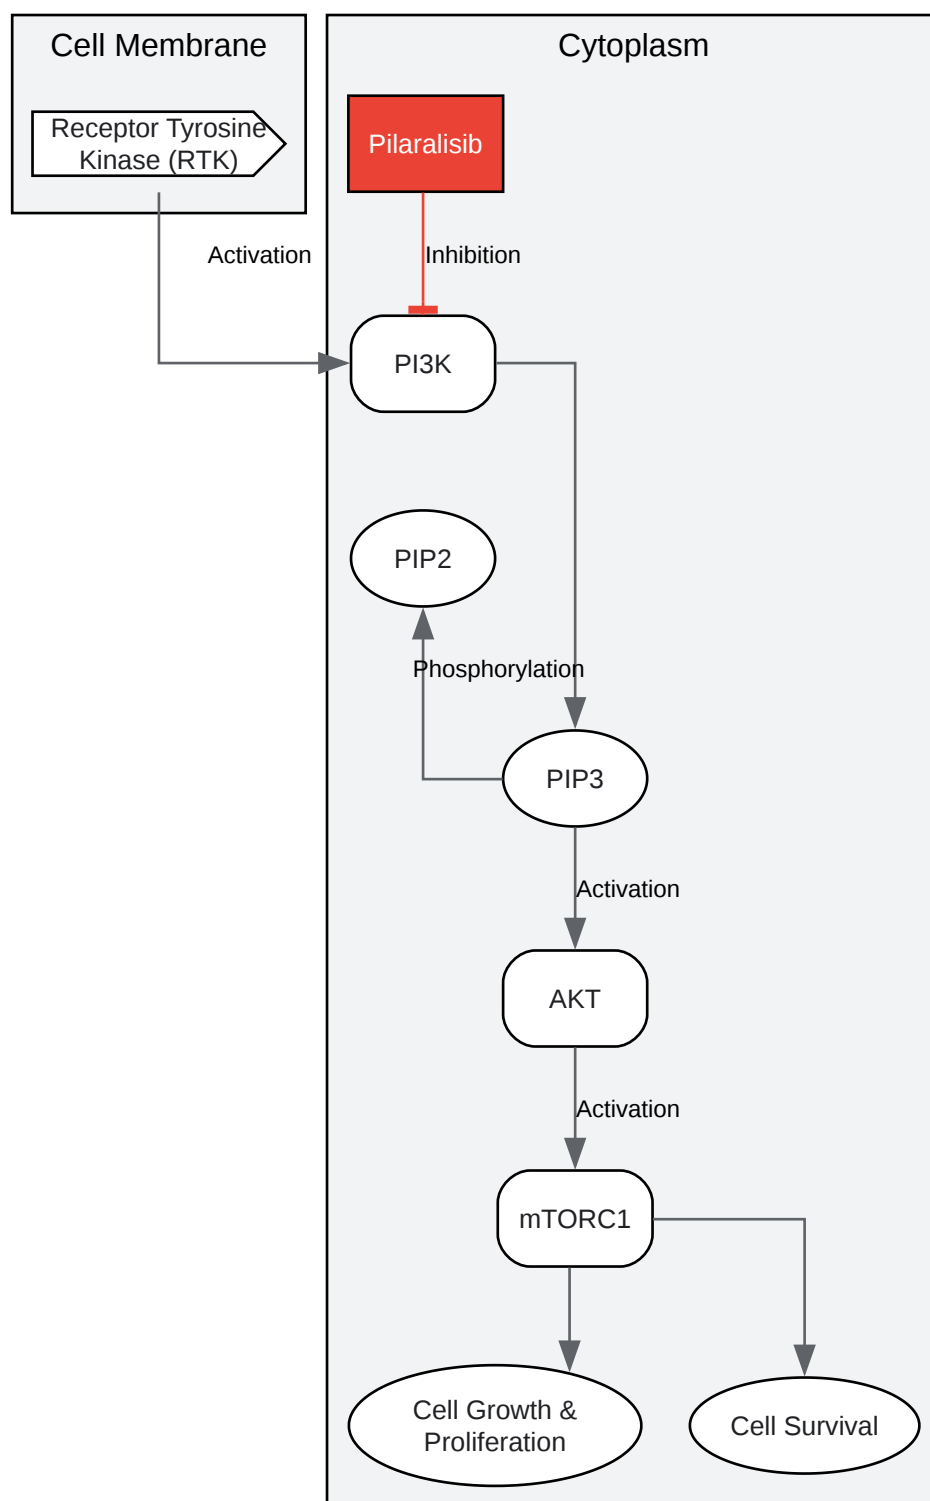 Cell Membrane
Cytoplasm
Receptor Tyrosine
Kinase (RTK)
Pilaralisib
Activation
Inhibition
PI3K
PIP2
Phosphorylation
PIP3
Activation
AKT
Activation
mTORC1
Cell Growth &
Proliferation
Cell Survival